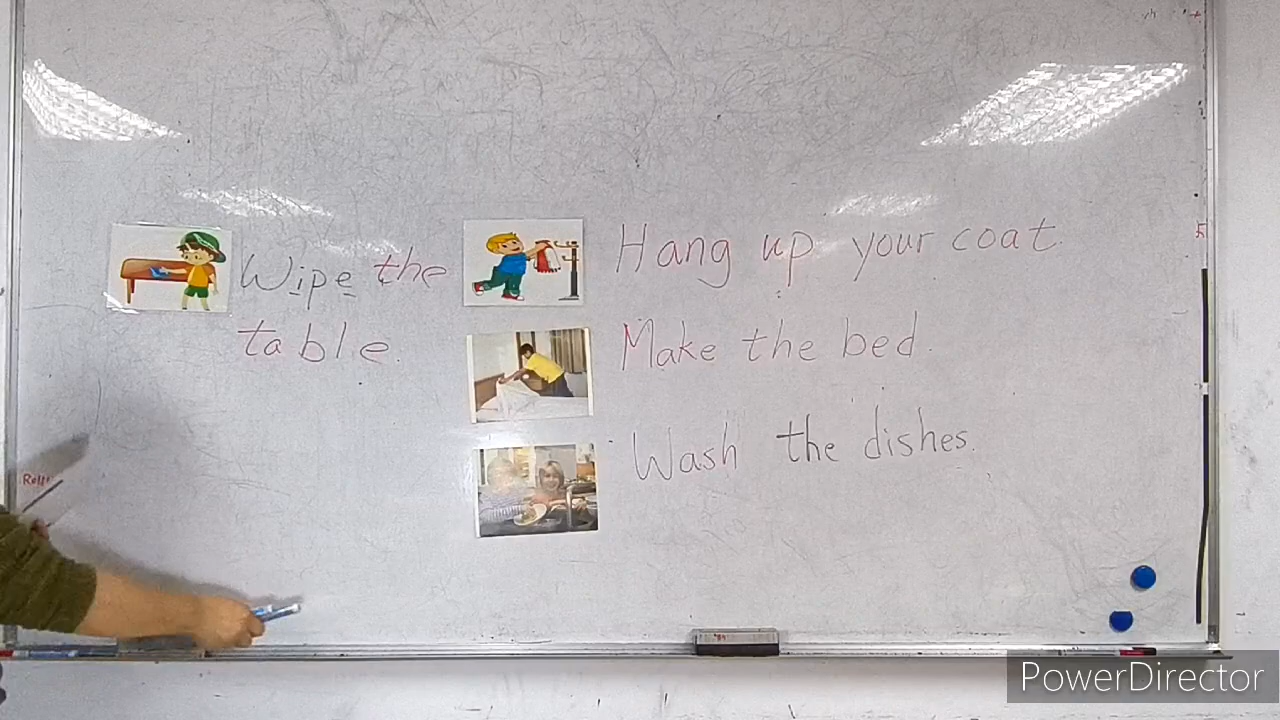 Wipe the
table.
Hang up your coat.
Make the bed.
Wash the dishes.
PowerDirector